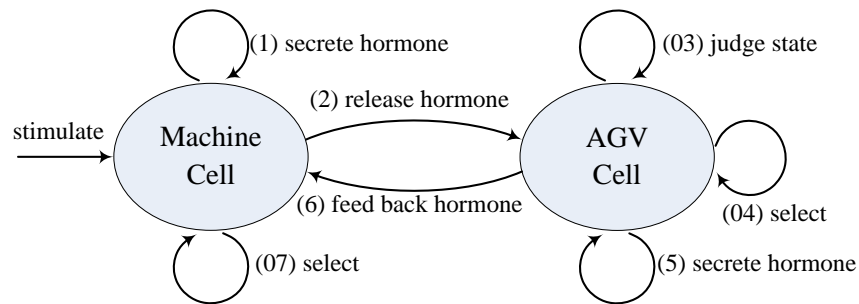 (1) secrete hormone
(03) judge state
(2) release hormone
stimulate
Machine
Cell
AGV
Cell
(6) feed back hormone
(04) select
(07) select
(5) secrete hormone